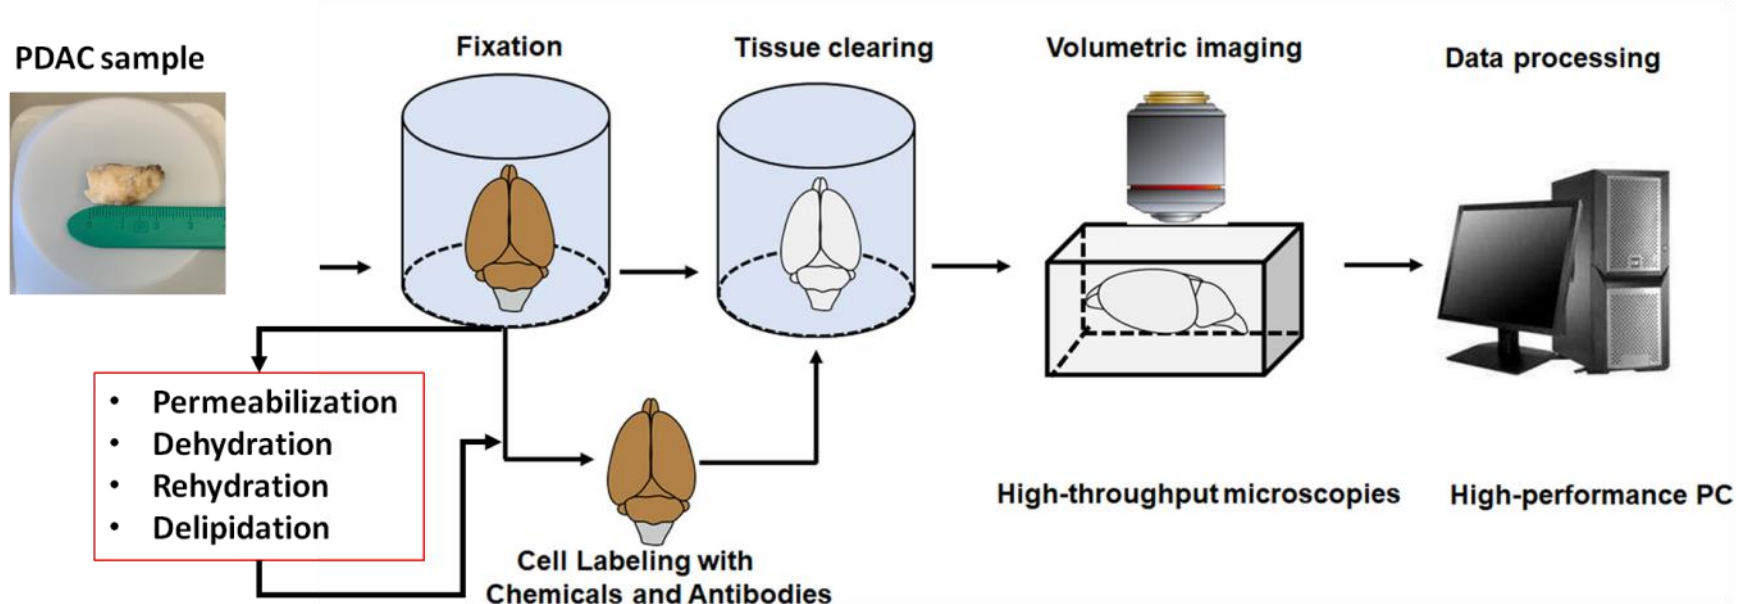 PDAC sample
Fixation
Tissue clearing
Volumetric imaging
Data processing
• Permeabilization
• Dehydration
• Rehydration
• Delipidation
Cell Labeling with
Chemicals and Antibodies
High-throughput microscopies
High-performance PC